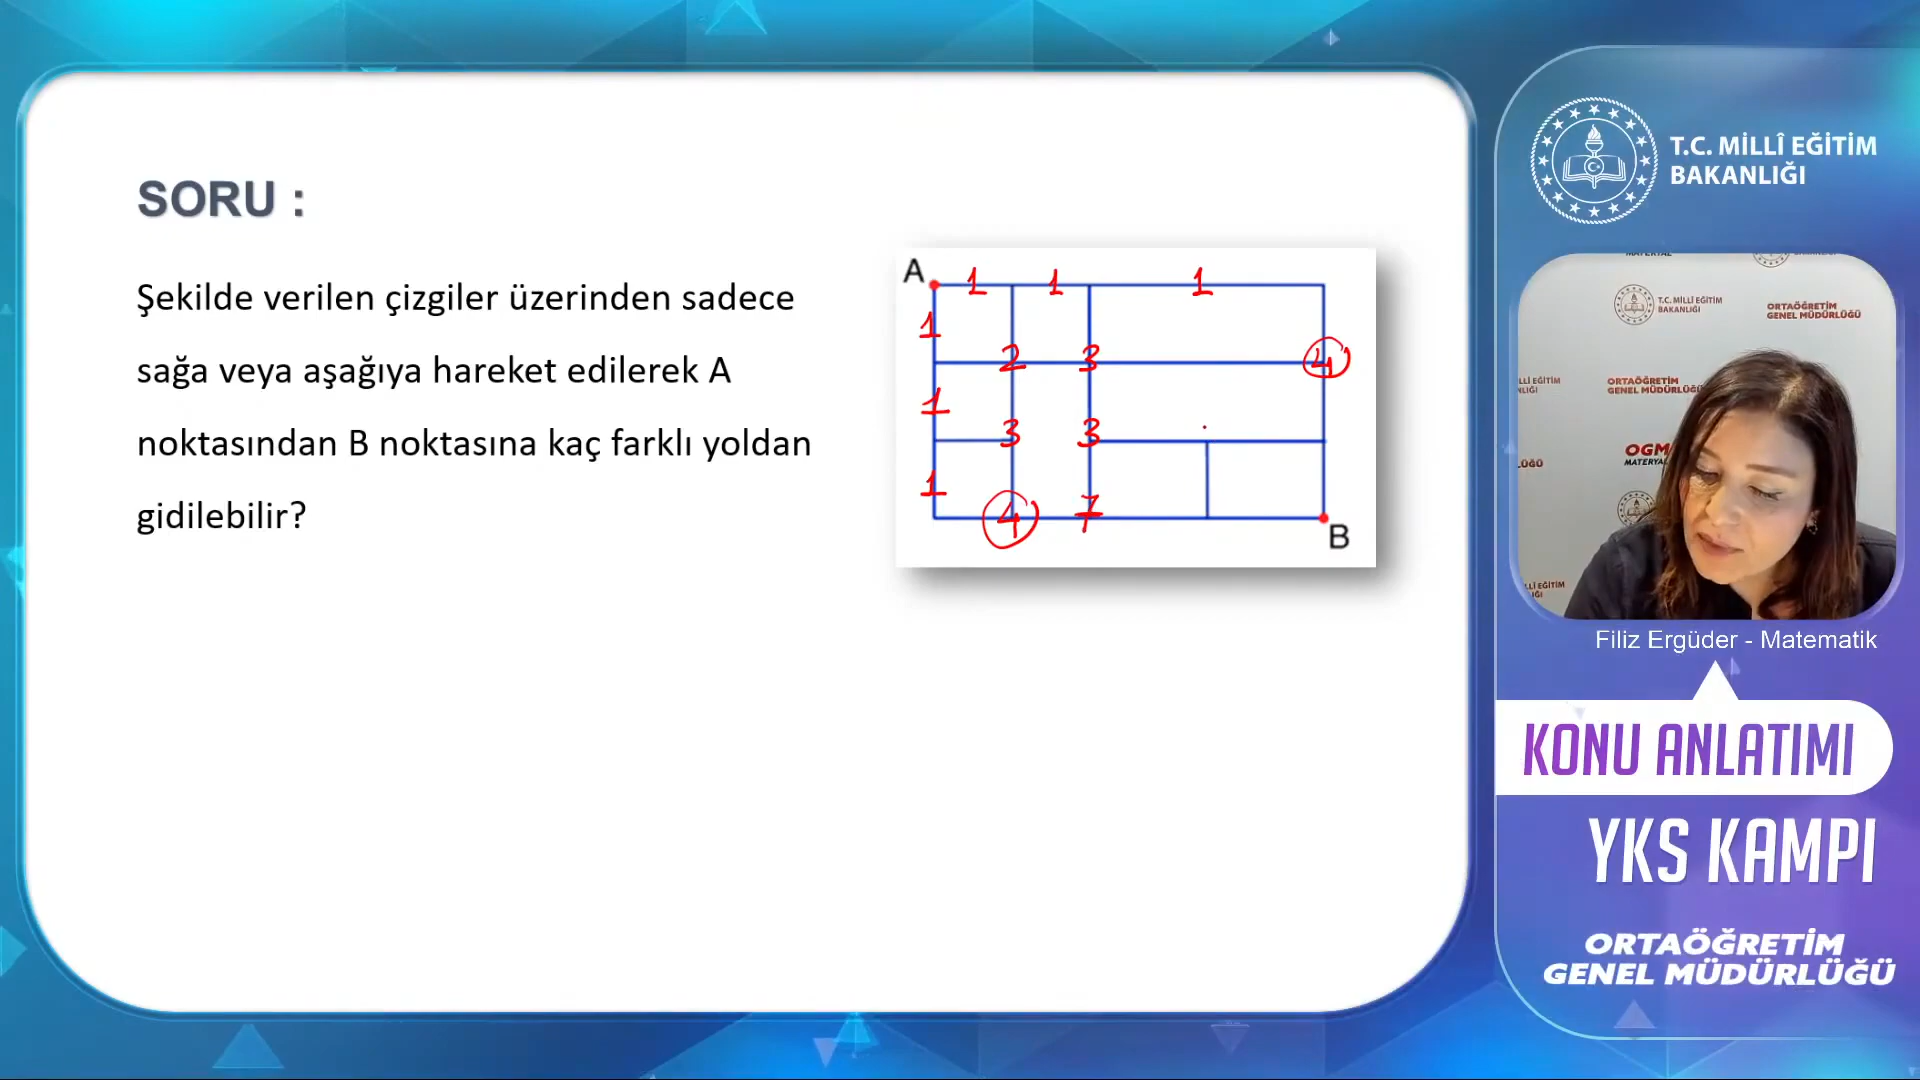 SORU :
Şekilde verilen çizgiler üzerinden sadece
sağa veya aşağıya hareket edilerek A
noktasından B noktasına kaç farklı yoldan
gidilebilir?
A
1 1 1
1
2 3 4
1
3 3
1
4 7
B
T.C. MİLLÎ EĞİTİM
BAKANLIĞI
MATERYAL
T.C. MİLLÎ EĞİTİM
BAKANLIĞI
ORTAÖĞRETİM
GENEL MÜDÜRLÜĞÜ
ORTAÖĞRETİM
GENEL MÜDÜRLÜĞÜ
OGM
MATERYAL
Filiz Ergüder - Matematik
KONU ANLATIMI
YKS KAMPI
ORTAÖĞRETİM
GENEL MÜDÜRLÜĞÜ